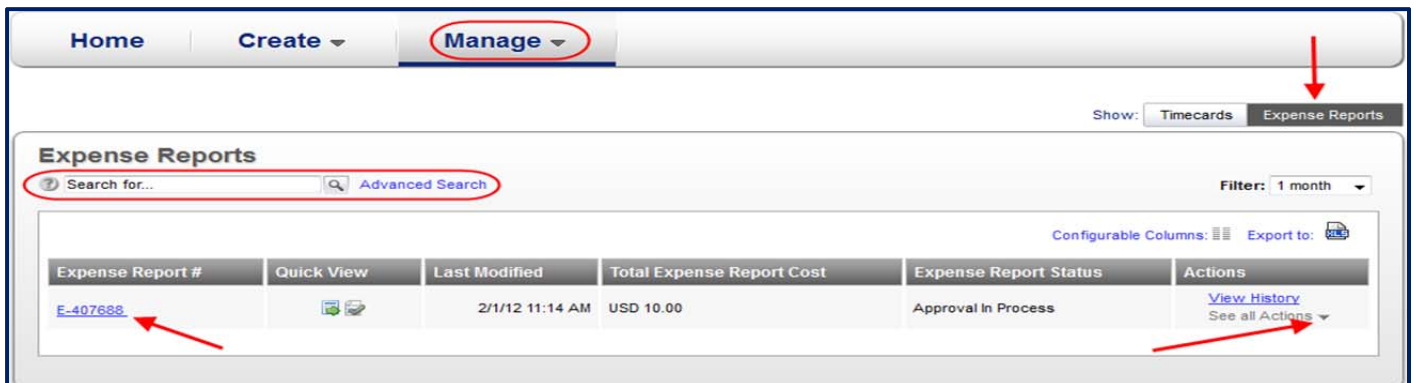 Home Create Manage
Show: Timecards Expense Reports
Expense Reports
? Search for... Advanced Search Filter: 1 month
Configurable Columns: Export to: XLS
Expense Report # Quick View Last Modified Total Expense Report Cost Expense Report Status Actions
E-407688 2/1/12 11:14 AM USD 10.00 Approval In Process View History
See all Actions